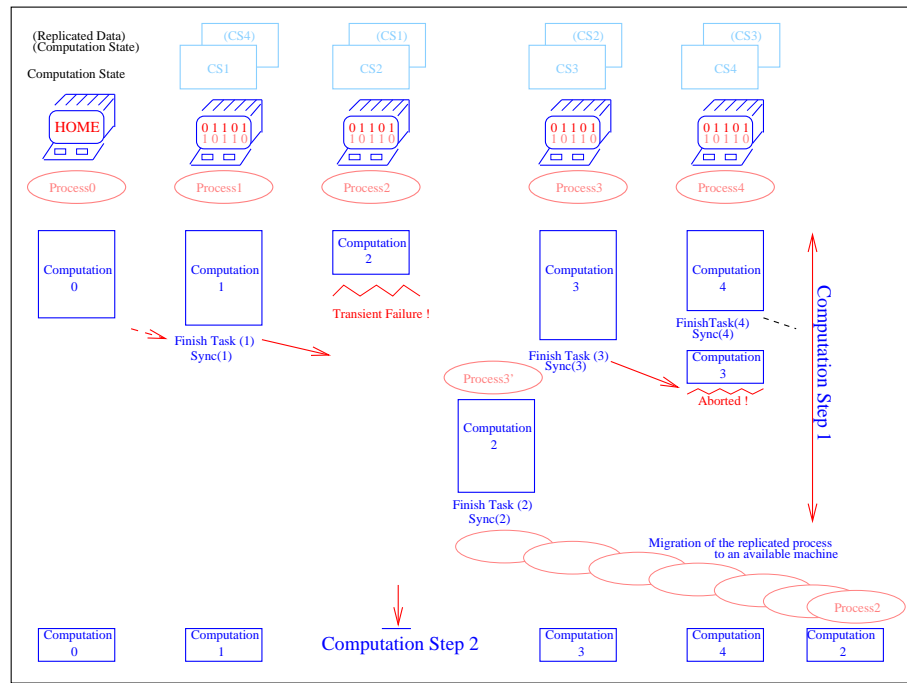 (Replicated Data)
(Computation State)
(CS4)
(CS1)
(CS2)
(CS3)
Computation State
CS1
CS2
CS3
CS4
HOME
0 1 1 0 1
1 0 1 1 0
0 1 1 0 1
1 0 1 1 0
0 1 1 0 1
1 0 1 1 0
0 1 1 0 1
1 0 1 1 0
Process0
Process1
Process2
Process3
Process4
Computation
0
Computation
1
Computation
2
Computation
3
Computation
4
Transient Failure !
Finish Task (1)
Sync(1)
Finish Task (3)
Sync(3)
FinishTask(4)
Sync(4)
Computation
3
Aborted !
Computation Step 1
Process3’
Computation
2
Finish Task (2)
Sync(2)
Migration of the replicated process
to an available machine
Process2
Computation
0
Computation
1
Computation Step 2
Computation
3
Computation
4
Computation
2